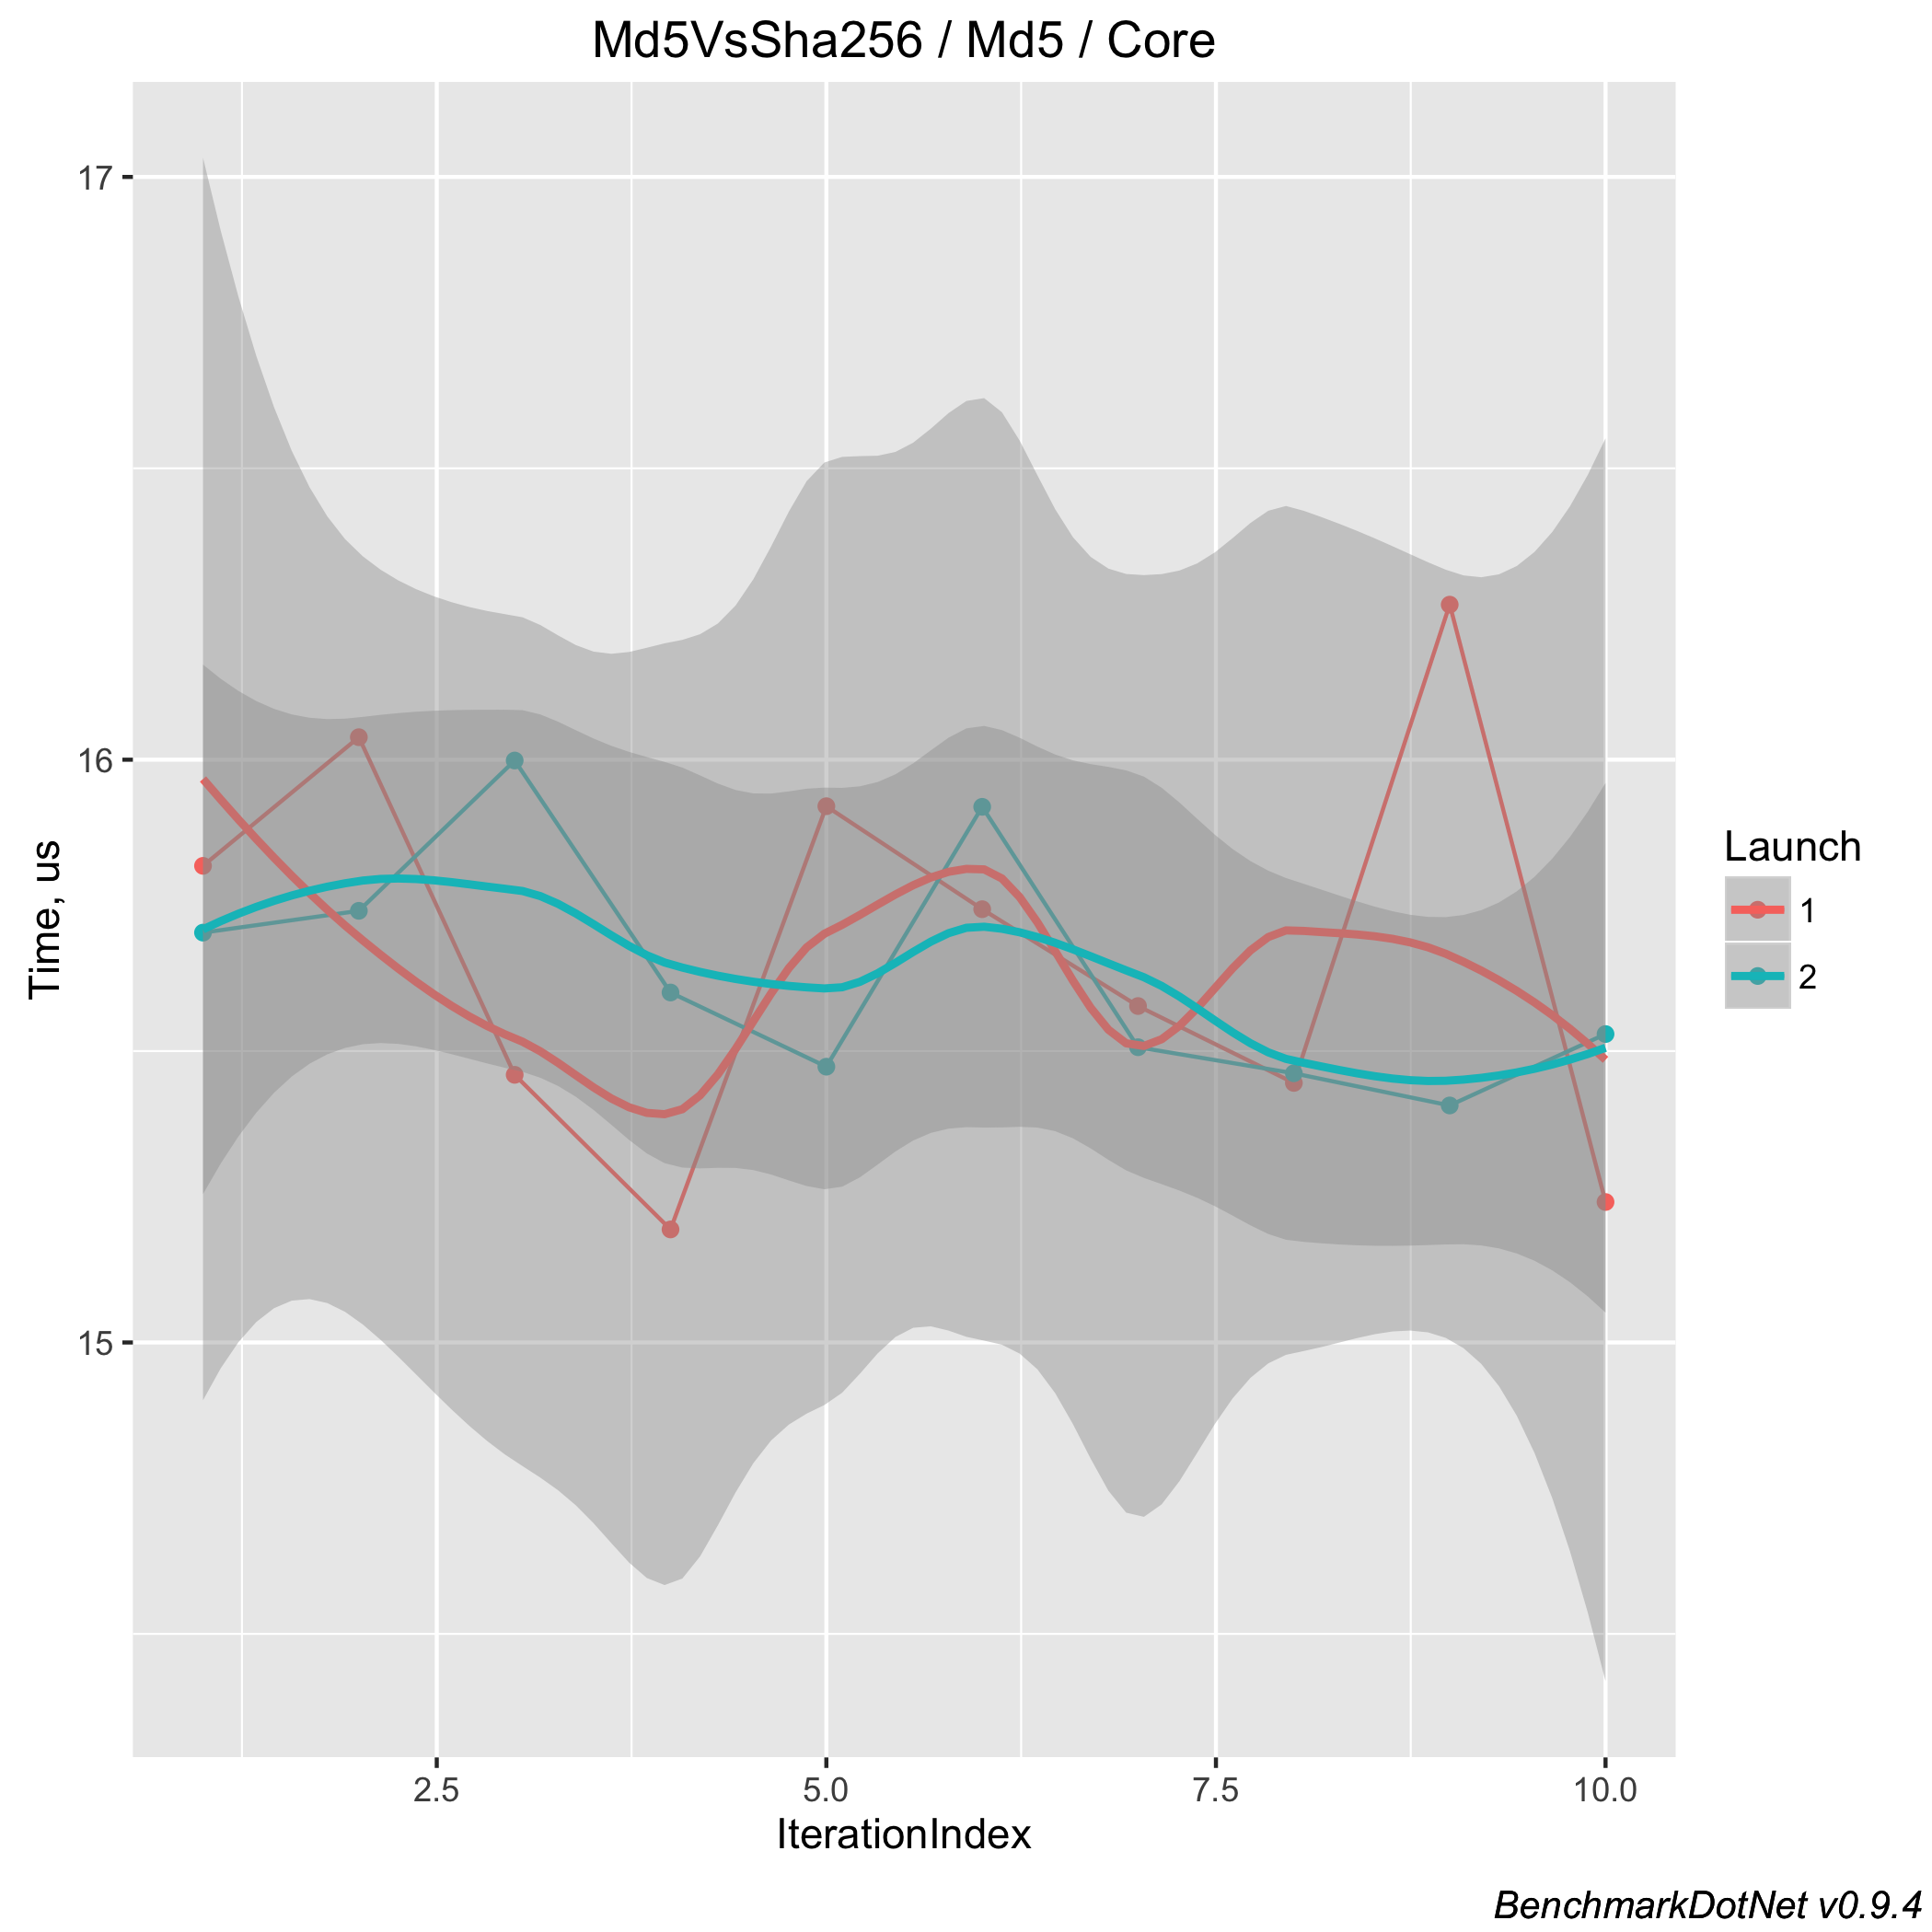 Md5VsSha256 / Md5 / Core
17
16
15
Time, us
2.5 5.0 7.5 10.0
IterationIndex
Launch
1
2
BenchmarkDotNet v0.9.4